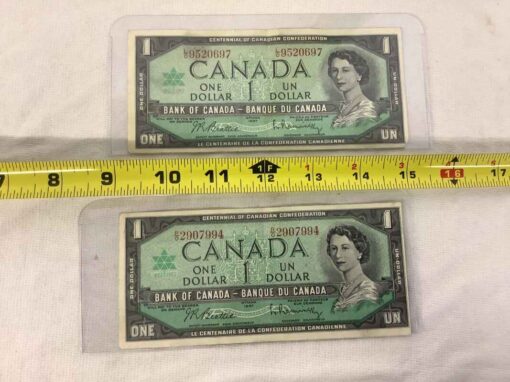 CENTENNIAL OF CANADIAN CONFEDERATION
1 9520697 9520697 1
CANADA
ONE DOLLAR 1 UN DOLLAR
BANK OF CANADA - BANQUE DU CANADA
ONE UN
LE CENTENAIRE DE LA CONFEDERATION CANADIENNE
7 8 9 10 11 1F 12 13 14 15 16 17
CENTENNIAL OF CANADIAN CONFEDERATION
1 2907994 2907994 1
CANADA
ONE DOLLAR 1 UN DOLLAR
BANK OF CANADA - BANQUE DU CANADA
ONE UN
LE CENTENAIRE DE LA CONFEDERATION CANADIENNE